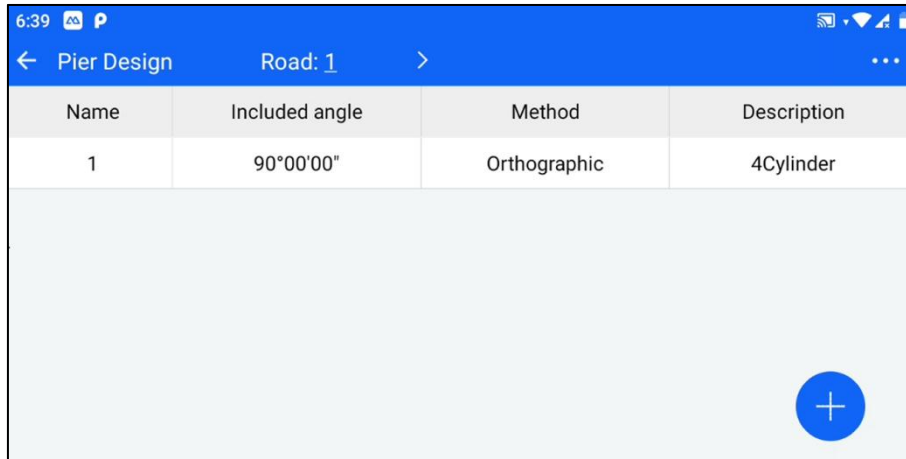 6:39
Pier Design Road: 1 >
Name Included angle Method Description
1 90°00'00" Orthographic 4Cylinder